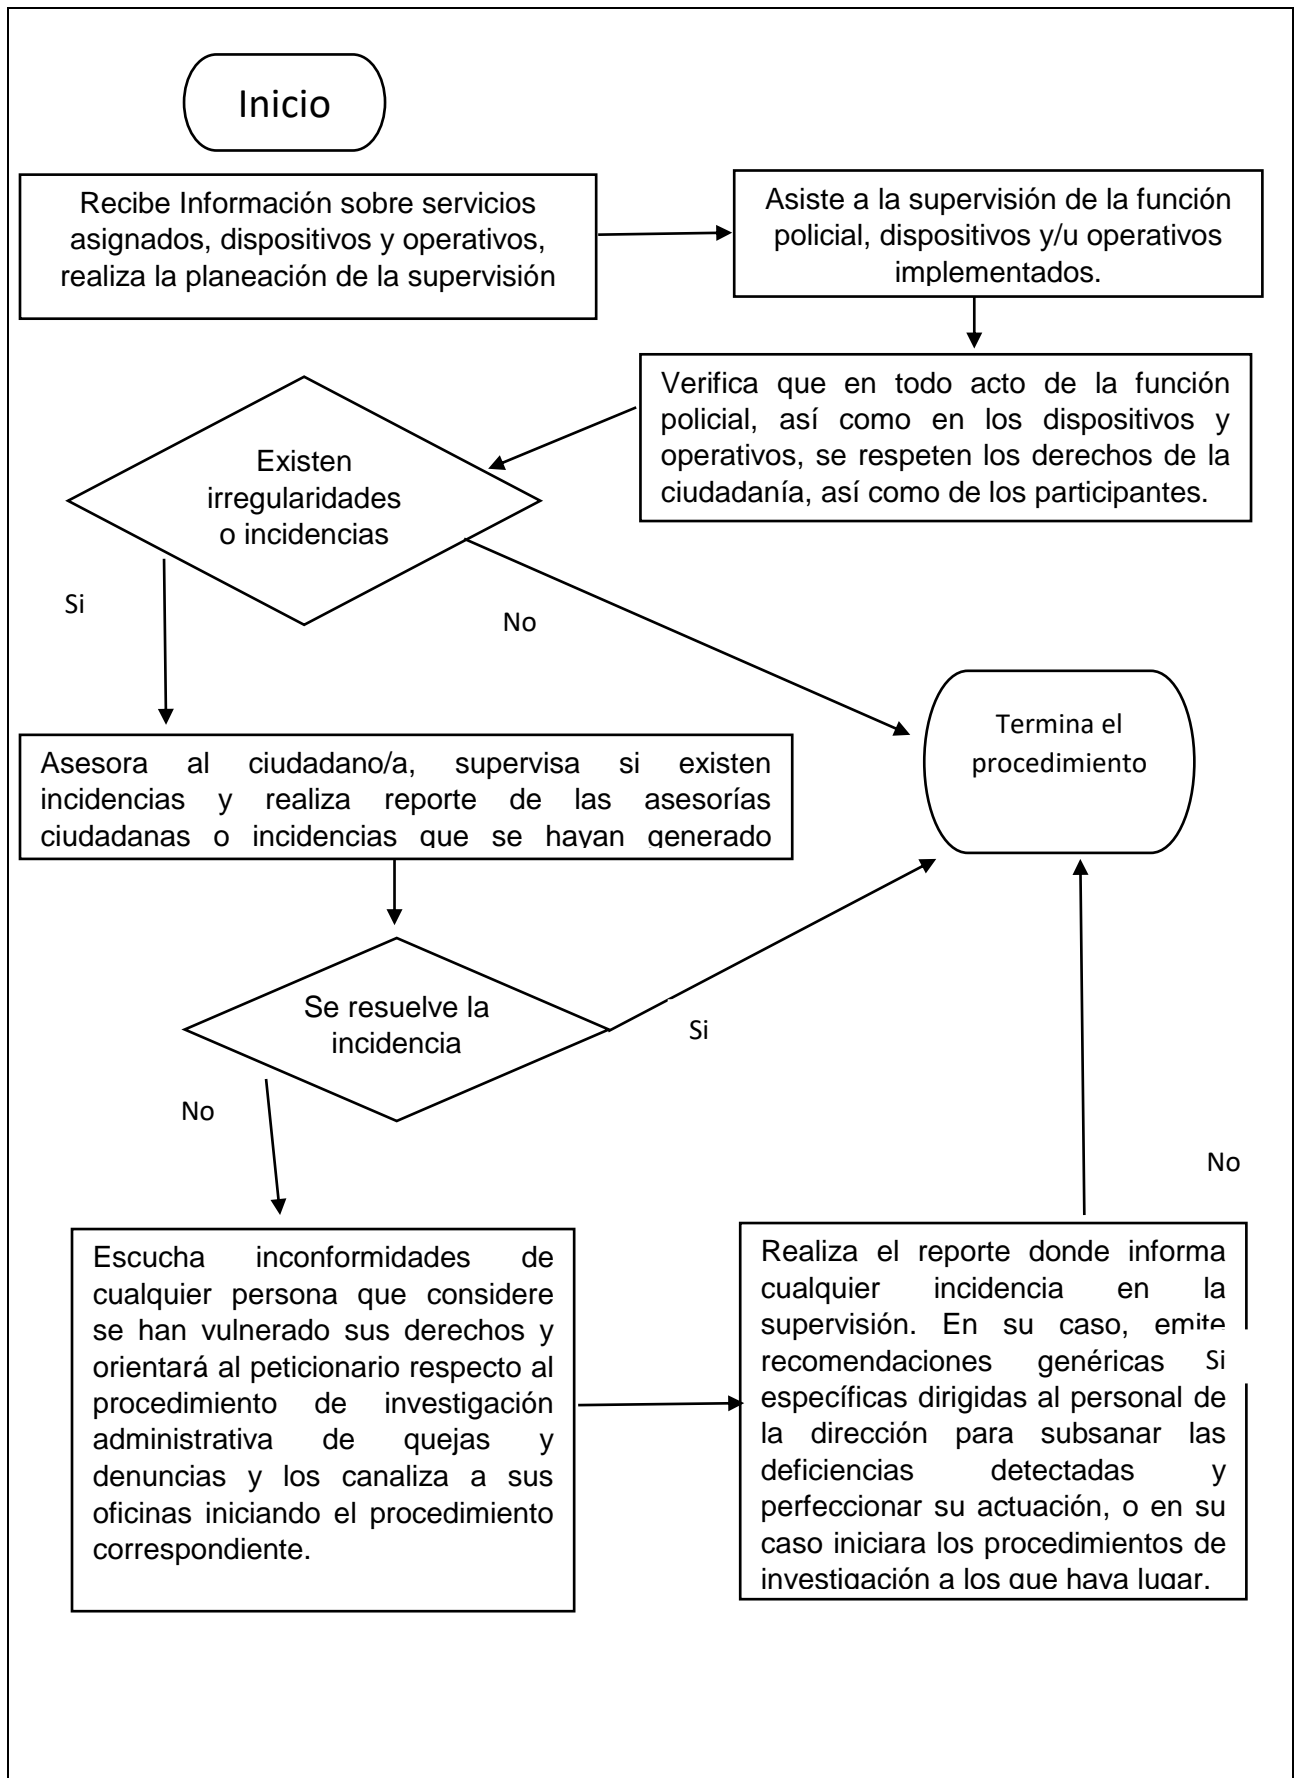 Inicio
Recibe Información sobre servicios
asignados, dispositivos y operativos,
realiza la planeación de la supervisión
Asiste a la supervisión de la función
policial, dispositivos y/u operativos
implementados.
Verifica que en todo acto de la función
policial, así como en los dispositivos y
operativos, se respeten los derechos de la
ciudadanía, así como de los participantes.
Existen
irregularidades
o incidencias
Si
No
Termina el
procedimiento
Asesora al ciudadano/a, supervisa si existen
incidencias y realiza reporte de las asesorías
ciudadanas o incidencias que se hayan generado
Se resuelve la
incidencia
Si
No
No
Escucha inconformidades de
cualquier persona que considere
se han vulnerado sus derechos y
orientará al peticionario respecto al
procedimiento de investigación
administrativa de quejas y
denuncias y los canaliza a sus
oficinas iniciando el procedimiento
correspondiente.
Realiza el reporte donde informa
cualquier incidencia en la
supervisión. En su caso, emite
recomendaciones genéricas Si
específicas dirigidas al personal de
la dirección para subsanar las
deficiencias detectadas y
perfeccionar su actuación, o en su
caso iniciara los procedimientos de
investigación a los que haya lugar.